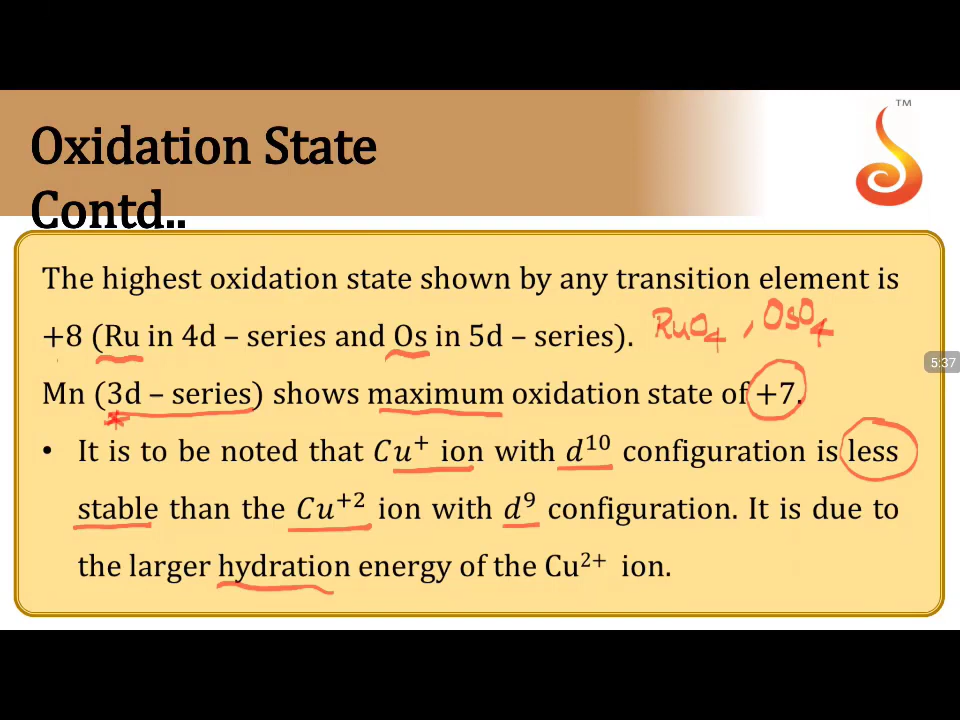 TM
Oxidation State
Contd..
The highest oxidation state shown by any transition element is
+8 (Ru in 4d – series and Os in 5d – series). RuO4 , OsO4
5:37
Mn (3d – series) shows maximum oxidation state of +7.
• It is to be noted that Cu⁺ ion with d¹⁰ configuration is less
stable than the Cu⁺² ion with d⁹ configuration. It is due to
the larger hydration energy of the Cu²⁺ ion.